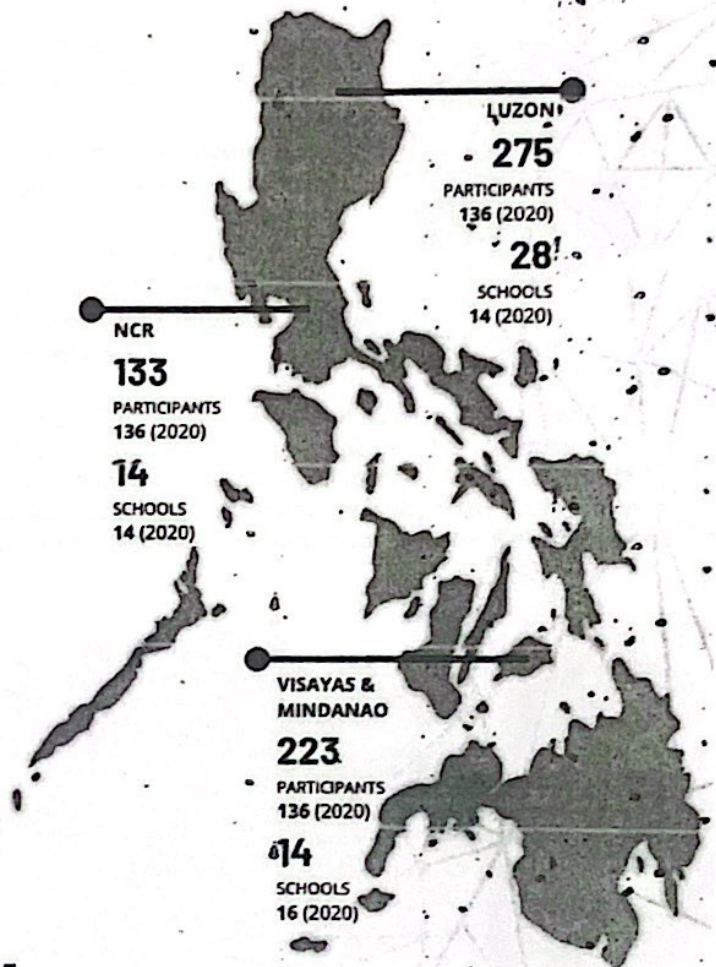 LUZON
275
PARTICIPANTS
136 (2020)
28
SCHOOLS
14 (2020)
NCR
133
PARTICIPANTS
136 (2020)
14
SCHOOLS
14 (2020)
VISAYAS &
MINDANAO
223
PARTICIPANTS
136 (2020)
14
SCHOOLS
16 (2020)